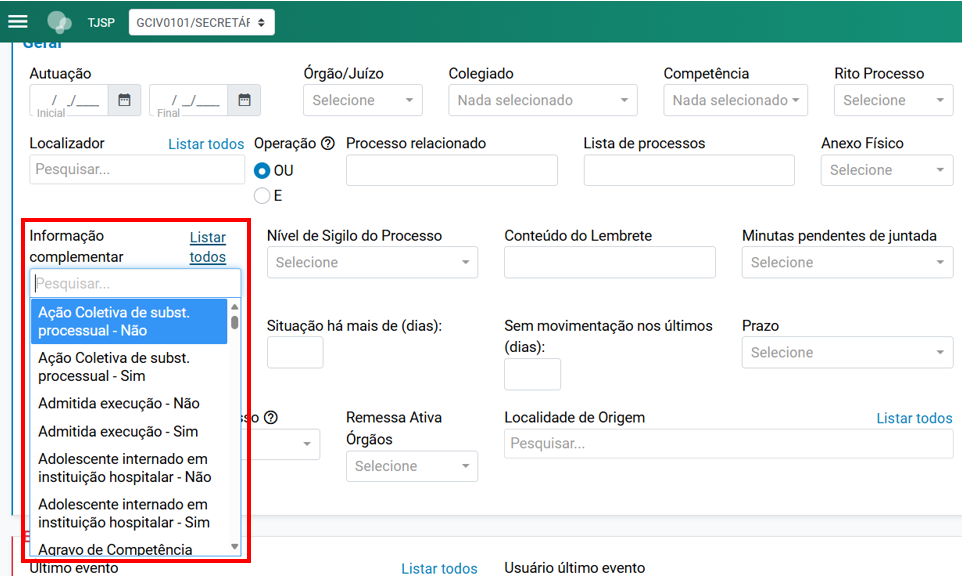 TJSP
GCIV0101/SECRETÁF
Geral
Autuação
Órgão/Juízo
Colegiado
Competência
Rito Processo
/ _/____
Inicial
/ __/____
Final
Selecione
Nada selecionado
Nada selecionado
Selecione
Localizador
Listar todos
Operação
Processo relacionado
Lista de processos
Anexo Físico
Pesquisar...
OU
E
Selecione
Informação
complementar
Listar
todos
Nível de Sigilo do Processo
Conteúdo do Lembrete
Minutas pendentes de juntada
Pesquisar...
Selecione
Selecione
Ação Coletiva de subst.
processual - Não
Ação Coletiva de subst.
processual - Sim
Admitida execução - Não
Admitida execução - Sim
Adolescente internado em
instituição hospitalar - Não
Adolescente internado em
instituição hospitalar - Sim
Agravo de Competência
Situação há mais de (dias):
Sem movimentação nos últimos
(dias):
Prazo
Selecione
sso
Remessa Ativa
Órgãos
Selecione
Localidade de Origem
Listar todos
Pesquisar...
Último evento
Listar todos
Usuário último evento